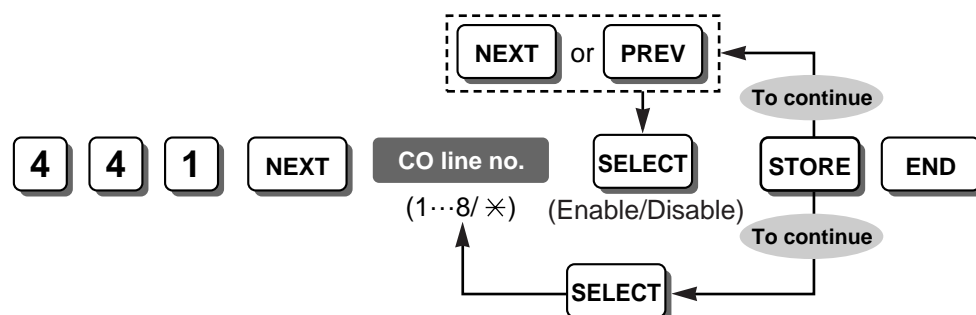 NEXT or PREV
To continue
4 4 1 NEXT CO line no. SELECT STORE END
(1···8/ ✳) (Enable/Disable)
To continue
SELECT